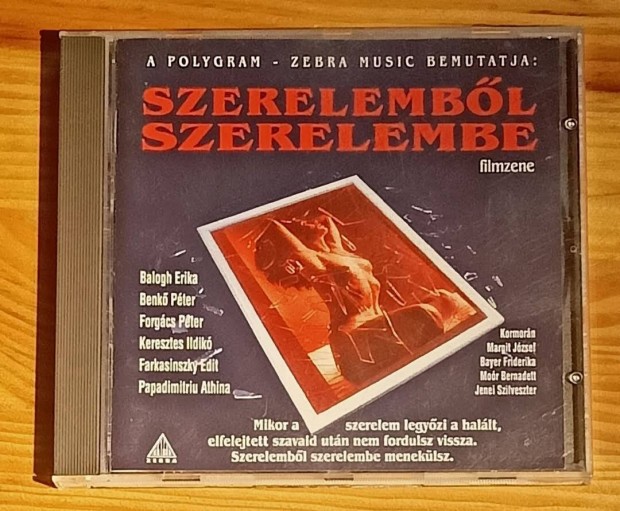 A POLYGRAM - ZEBRA MUSIC BEMUTATJA:
SZERELEMBŐL
SZERELEMBE
filmzene
Balogh Erika
Benkő Péter
Forgács Péter
Keresztes Ildikó
Farkasinszky Edit
Papadimitriu Athina
Kormorán
Margit József
Bayer Friderika
Moór Bernadett
Jenei Szilveszter
Mikor a szerelem legyőzi a halált,
elfelejtett szavald után nem fordulsz vissza.
Szerelemből szerelembe menekülsz.
ZEBRA